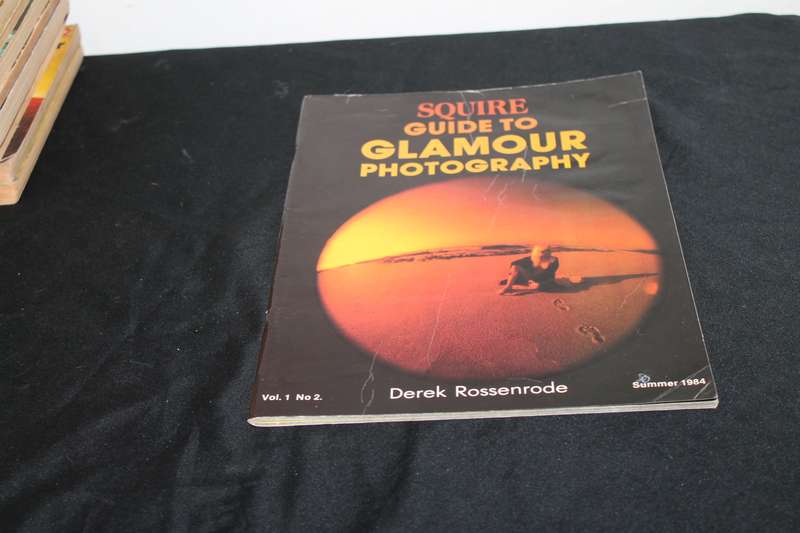 SQUIRE
GUIDE TO
GLAMOUR
PHOTOGRAPHY
Vol. 1 No 2.
Derek Rossenrode
Summer 1984